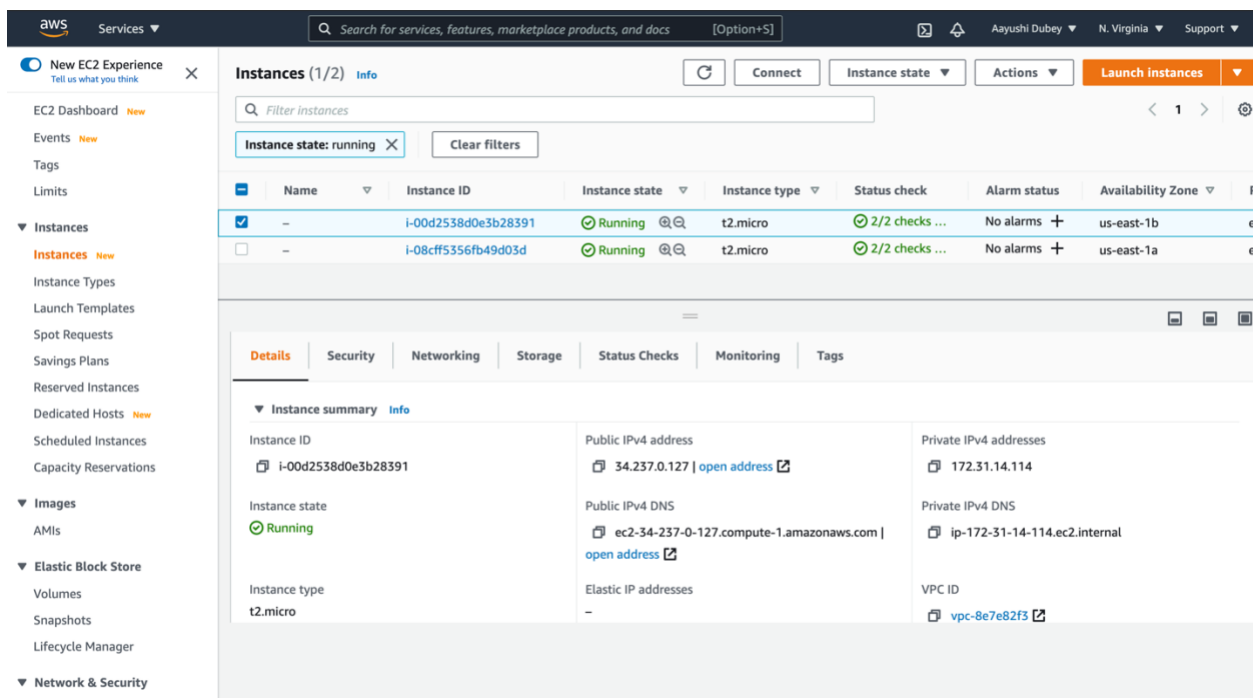 aws Services ▼ Search for services, features, marketplace products, and docs [Option+S] Aayushi Dubey ▼ N. Virginia ▼ Support ▼
New EC2 Experience
Tell us what you think
EC2 Dashboard New
Events New
Tags
Limits
▼ Instances
Instances New
Instance Types
Launch Templates
Spot Requests
Savings Plans
Reserved Instances
Dedicated Hosts New
Scheduled Instances
Capacity Reservations
▼ Images
AMIs
▼ Elastic Block Store
Volumes
Snapshots
Lifecycle Manager
▼ Network & Security
Instances (1/2) Info Connect Instance state ▼ Actions ▼ Launch instances ▼
Filter instances < 1 >
Instance state: running Clear filters
Name Instance ID Instance state Instance type Status check Alarm status Availability Zone
– i-00d2538d0e3b28391 Running t2.micro 2/2 checks ... No alarms + us-east-1b e
– i-08cff5356fb49d03d Running t2.micro 2/2 checks ... No alarms + us-east-1a e
Details Security Networking Storage Status Checks Monitoring Tags
▼ Instance summary Info
Instance ID
i-00d2538d0e3b28391
Public IPv4 address
34.237.0.127 | open address
Private IPv4 addresses
172.31.14.114
Instance state
Running
Public IPv4 DNS
ec2-34-237-0-127.compute-1.amazonaws.com |
open address
Private IPv4 DNS
ip-172-31-14-114.ec2.internal
Instance type
t2.micro
Elastic IP addresses
–
VPC ID
vpc-8e7e82f3